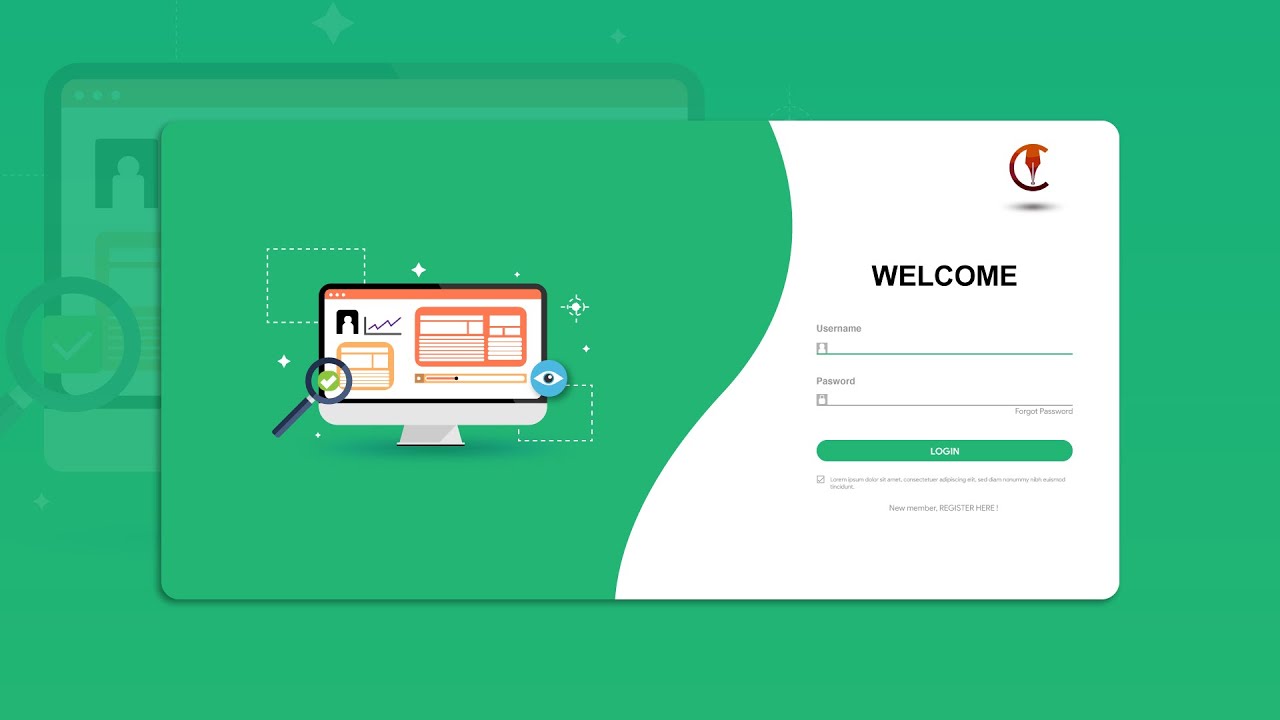 WELCOME
Username
Pasword
Forgot Password
LOGIN
Lorem ipsum dolor sit amet, consectetuer adipiscing elit, sed diam nonummy nibh euismod
tincidunt.
New member, REGISTER HERE !